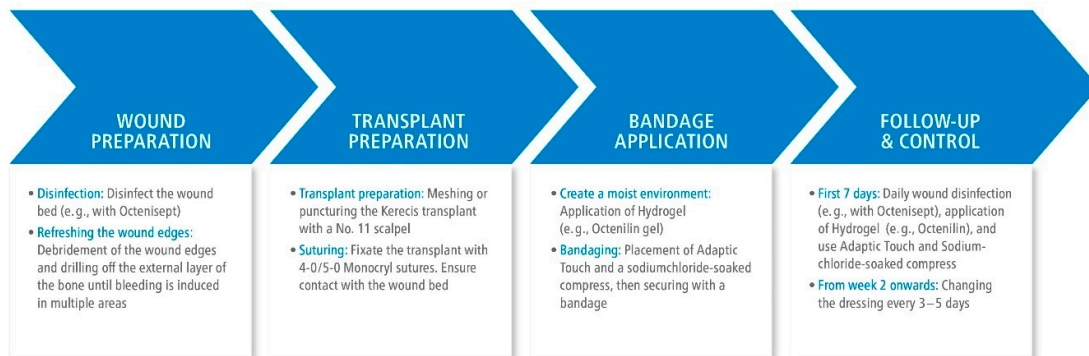 WOUND
PREPARATION
• Disinfection: Disinfect the wound
bed (e.g., with Octenisept)
• Refreshing the wound edges:
Debridement of the wound edges
and drilling off the external layer of
the bone until bleeding is induced
in multiple areas
TRANSPLANT
PREPARATION
• Transplant preparation: Meshing or
puncturing the Kerecis transplant
with a No. 11 scalpel
• Suturing: Fixate the transplant with
4-0/5-0 Monocryl sutures. Ensure
contact with the wound bed
BANDAGE
APPLICATION
• Create a moist environment:
Application of Hydrogel
(e.g., Octenilin gel)
• Bandaging: Placement of Adaptic
Touch and a sodiumchloride-soaked
compress, then securing with a
bandage
FOLLOW-UP
& CONTROL
• First 7 days: Daily wound disinfection
(e.g., with Octenisept), application
of Hydrogel (e.g., Octenilin), and
use Adaptic Touch and Sodium-
chloride-soaked compress
• From week 2 onwards: Changing
the dressing every 3–5 days